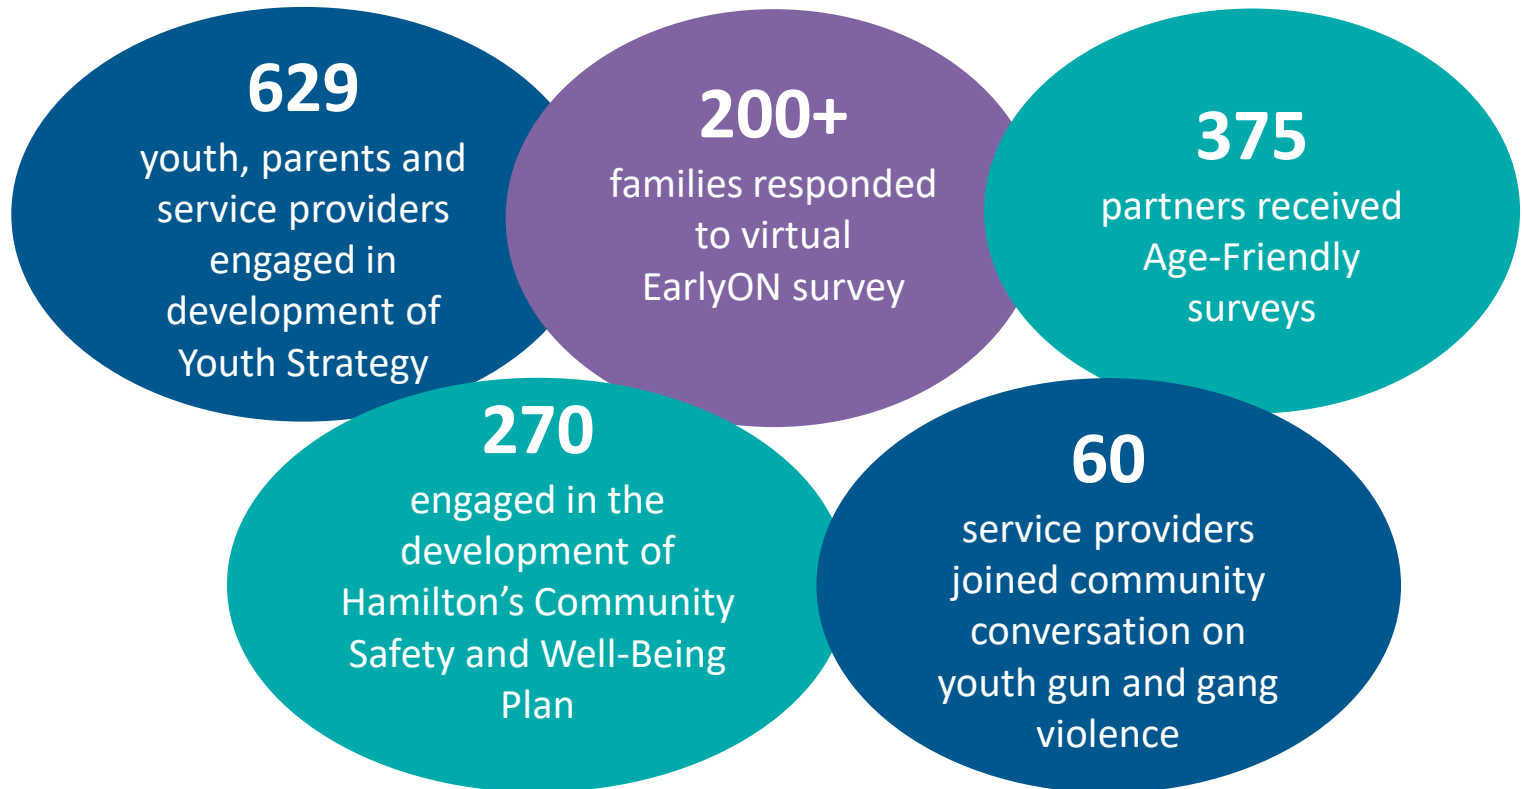 629
youth, parents and
service providers
engaged in
development of
Youth Strategy
200+
families responded
to virtual
EarlyON survey
375
partners received
Age-Friendly
surveys
270
engaged in the
development of
Hamilton’s Community
Safety and Well-Being
Plan
60
service providers
joined community
conversation on
youth gun and gang
violence